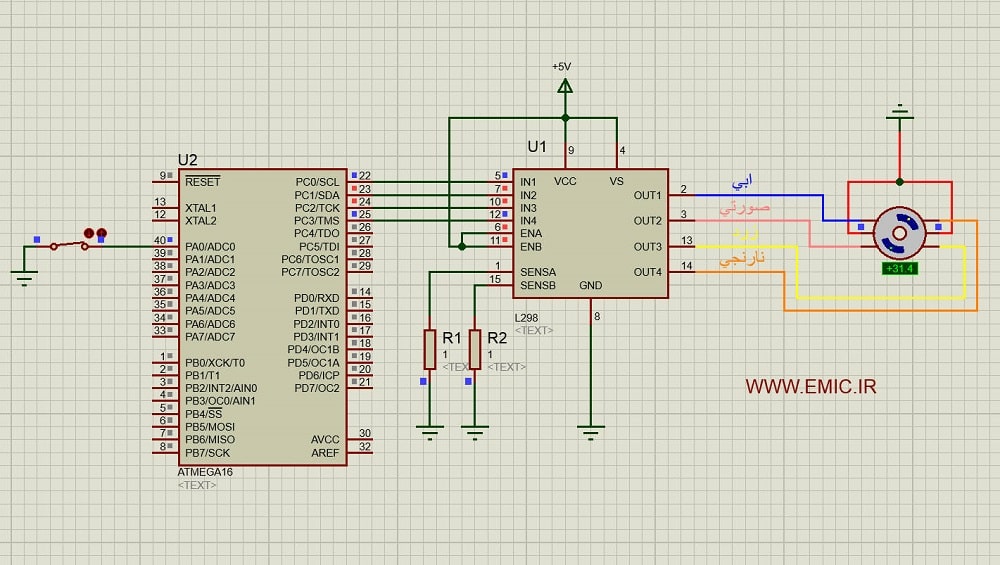 +5V
U2
9 RESET
13 XTAL1
12 XTAL2
40 PA0/ADC0
39 PA1/ADC1
38 PA2/ADC2
37 PA3/ADC3
36 PA4/ADC4
35 PA5/ADC5
34 PA6/ADC6
33 PA7/ADC7
1 PB0/XCK/T0
2 PB1/T1
3 PB2/INT2/AIN0
4 PB3/OC0/AIN1
5 PB4/SS
6 PB5/MOSI
7 PB6/MISO
8 PB7/SCK
PC0/SCL 22
PC1/SDA 23
PC2/TCK 24
PC3/TMS 25
PC4/TDO 26
PC5/TDI 27
PC6/TOSC1 28
PC7/TOSC2 29
PD0/RXD 14
PD1/TXD 15
PD2/INT0 16
PD3/INT1 17
PD4/OC1B 18
PD5/OC1A 19
PD6/ICP 20
PD7/OC2 21
AVCC 30
AREF 32
ATMEGA16
<TEXT>
U1
9 4
VCC VS
5 IN1
7 IN2
10 IN3
12 IN4
6 ENA
11 ENB
1 SENSA
15 SENSB
OUT1 2
OUT2 3
OUT3 13
OUT4 14
GND
8
L298
<TEXT>
R1
1
<TEX
R2
1
<TEXT>
آبي
صورتي
زرد
نارنجي
+31.4
WWW.EMIC.IR